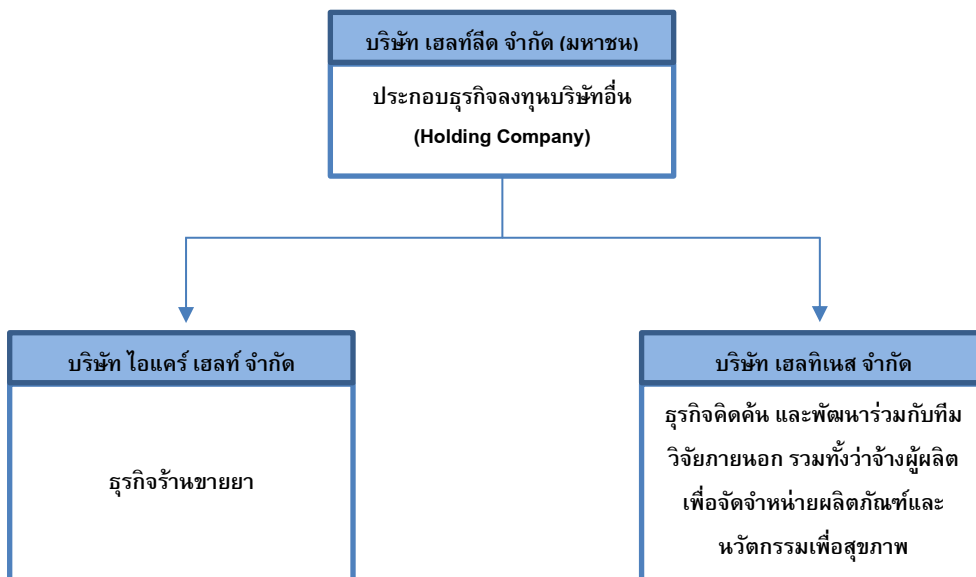 บริษัท เฮลท์ลีด จำกัด (มหาชน)
ประกอบธุรกิจลงทุนบริษัทอื่น
(Holding Company)
บริษัท ไอแคร์ เฮลท์ จำกัด
ธุรกิจร้านขายยา
บริษัท เฮลทิเนส จำกัด
ธุรกิจคิดค้น และพัฒนาร่วมกับทีม
วิจัยภายนอก รวมทั้งว่าจ้างผู้ผลิต
เพื่อจัดจำหน่ายผลิตภัณฑ์และ
นวัตกรรมเพื่อสุขภาพ